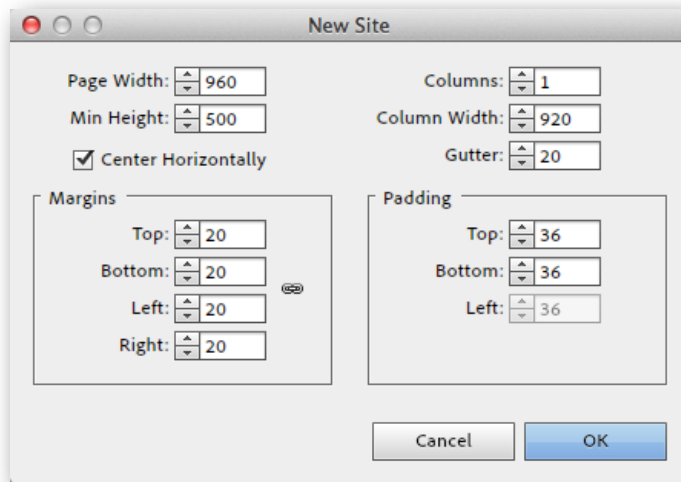 New Site
Page Width: 960
Min Height: 500
Center Horizontally
Columns: 1
Column Width: 920
Gutter: 20
Margins
Top: 20
Bottom: 20
Left: 20
Right: 20
Padding
Top: 36
Bottom: 36
Left: 36
Cancel
OK